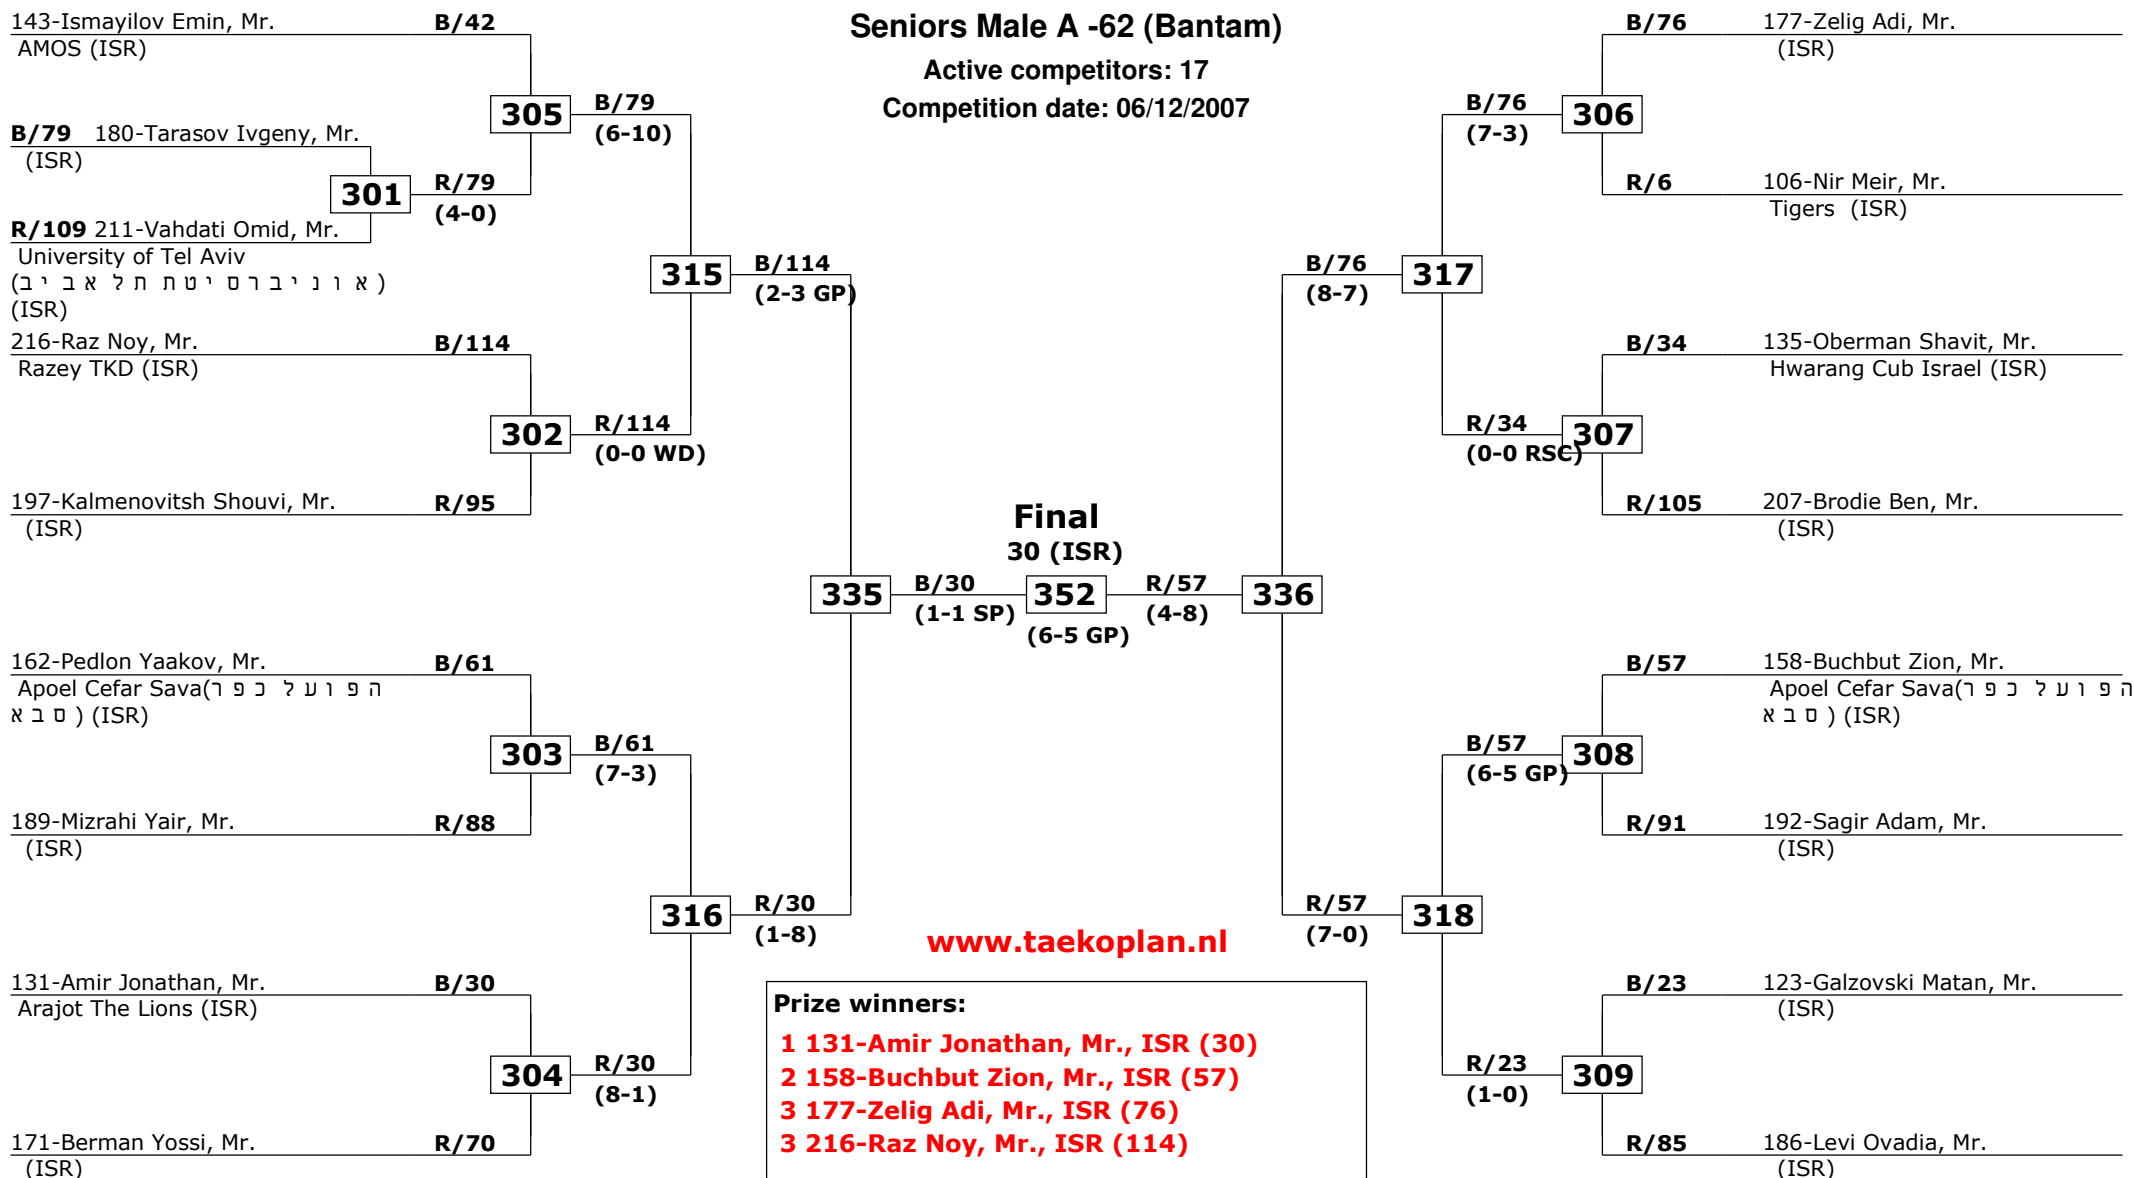 Seniors Male A -62 (Bantam)
Active competitors: 17
Competition date: 06/12/2007
143-Ismayilov Emin, Mr. B/42
AMOS (ISR)
305
B/79
(6-10)
B/79 180-Tarasov Ivgeny, Mr.
(ISR)
301
R/79
(4-0)
R/109 211-Vahdati Omid, Mr.
University of Tel Aviv
(אוניברסיטת תל אביב)
(ISR)
315
B/114
(2-3 GP)
216-Raz Noy, Mr. B/114
Razey TKD (ISR)
302
R/114
(0-0 WD)
197-Kalmenovitsh Shouvi, Mr. R/95
(ISR)
335
B/30
(1-1 SP)
162-Pedlon Yaakov, Mr. B/61
Apoel Cefar Sava(הפועל כפר
סבא) (ISR)
303
B/61
(7-3)
189-Mizrahi Yair, Mr. R/88
(ISR)
316
R/30
(1-8)
131-Amir Jonathan, Mr. B/30
Arajot The Lions (ISR)
304
R/30
(8-1)
171-Berman Yossi, Mr. R/70
(ISR)
Final
30 (ISR)
352
(6-5 GP)
R/57
(4-8)
336
B/76 177-Zelig Adi, Mr.
(ISR)
B/76
(7-3)
306
R/6 106-Nir Meir, Mr.
Tigers (ISR)
B/76
(8-7)
317
B/34 135-Oberman Shavit, Mr.
Hwarang Cub Israel (ISR)
R/34
(0-0 RSC)
307
R/105 207-Brodie Ben, Mr.
(ISR)
B/57 158-Buchbut Zion, Mr.
Apoel Cefar Sava(הפועל כפר
סבא) (ISR)
B/57
(6-5 GP)
308
R/91 192-Sagir Adam, Mr.
(ISR)
R/57
(7-0)
318
B/23 123-Galzovski Matan, Mr.
(ISR)
R/23
(1-0)
309
R/85 186-Levi Ovadia, Mr.
(ISR)
www.taekoplan.nl
Prize winners:
1 131-Amir Jonathan, Mr., ISR (30)
2 158-Buchbut Zion, Mr., ISR (57)
3 177-Zelig Adi, Mr., ISR (76)
3 216-Raz Noy, Mr., ISR (114)